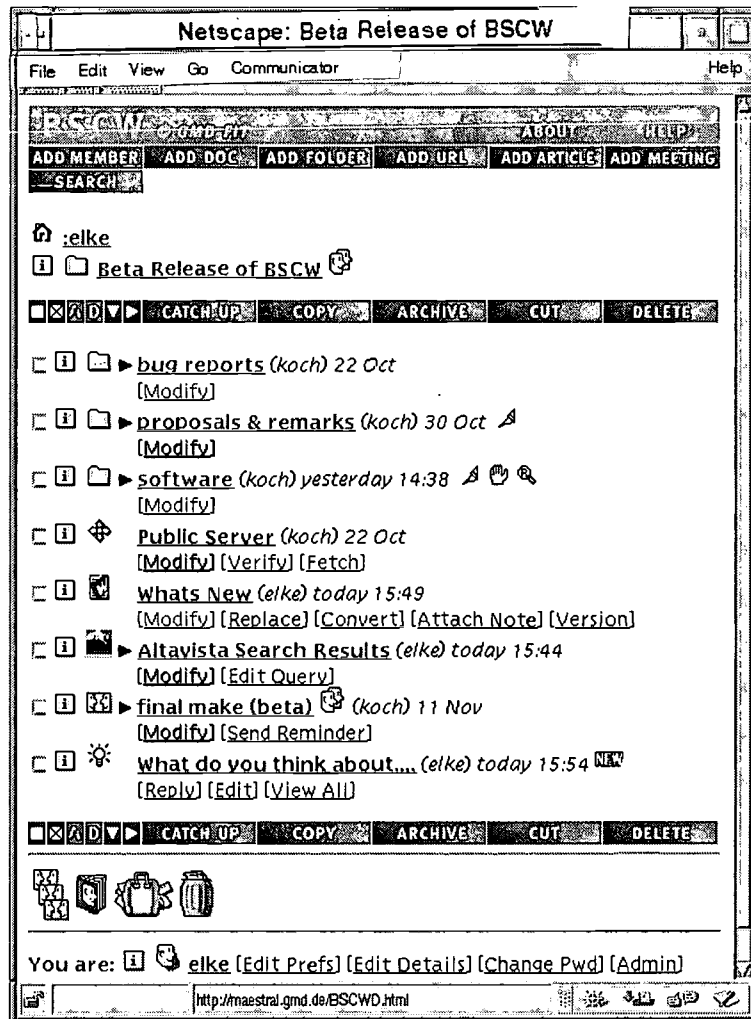 Netscape: Beta Release of BSCW
File Edit View Go Communicator Help
BSCW @GMD-FIT ABOUT HELP
ADD MEMBER ADD DOC ADD FOLDER ADD URL ADD ARTICLE ADD MEETING
SEARCH
:elke
i Beta Release of BSCW
CATCH UP COPY ARCHIVE CUT DELETE
i bug reports (koch) 22 Oct
[Modify]
i proposals & remarks (koch) 30 Oct
[Modify]
i software (koch) yesterday 14:38
[Modify]
i Public Server (koch) 22 Oct
[Modify] [Verify] [Fetch]
i Whats New (elke) today 15:49
[Modify] [Replace] [Convert] [Attach Note] [Version]
i Altavista Search Results (elke) today 15:44
[Modify] [Edit Query]
i final make (beta) (koch) 11 Nov
[Modify] [Send Reminder]
i What do you think about.... (elke) today 15:54 NEW
[Reply] [Edit] [View All]
CATCH UP COPY ARCHIVE CUT DELETE
You are: i elke [Edit Prefs] [Edit Details] [Change Pwd] [Admin]
http://maestral.gmd.de/BSCWD.html